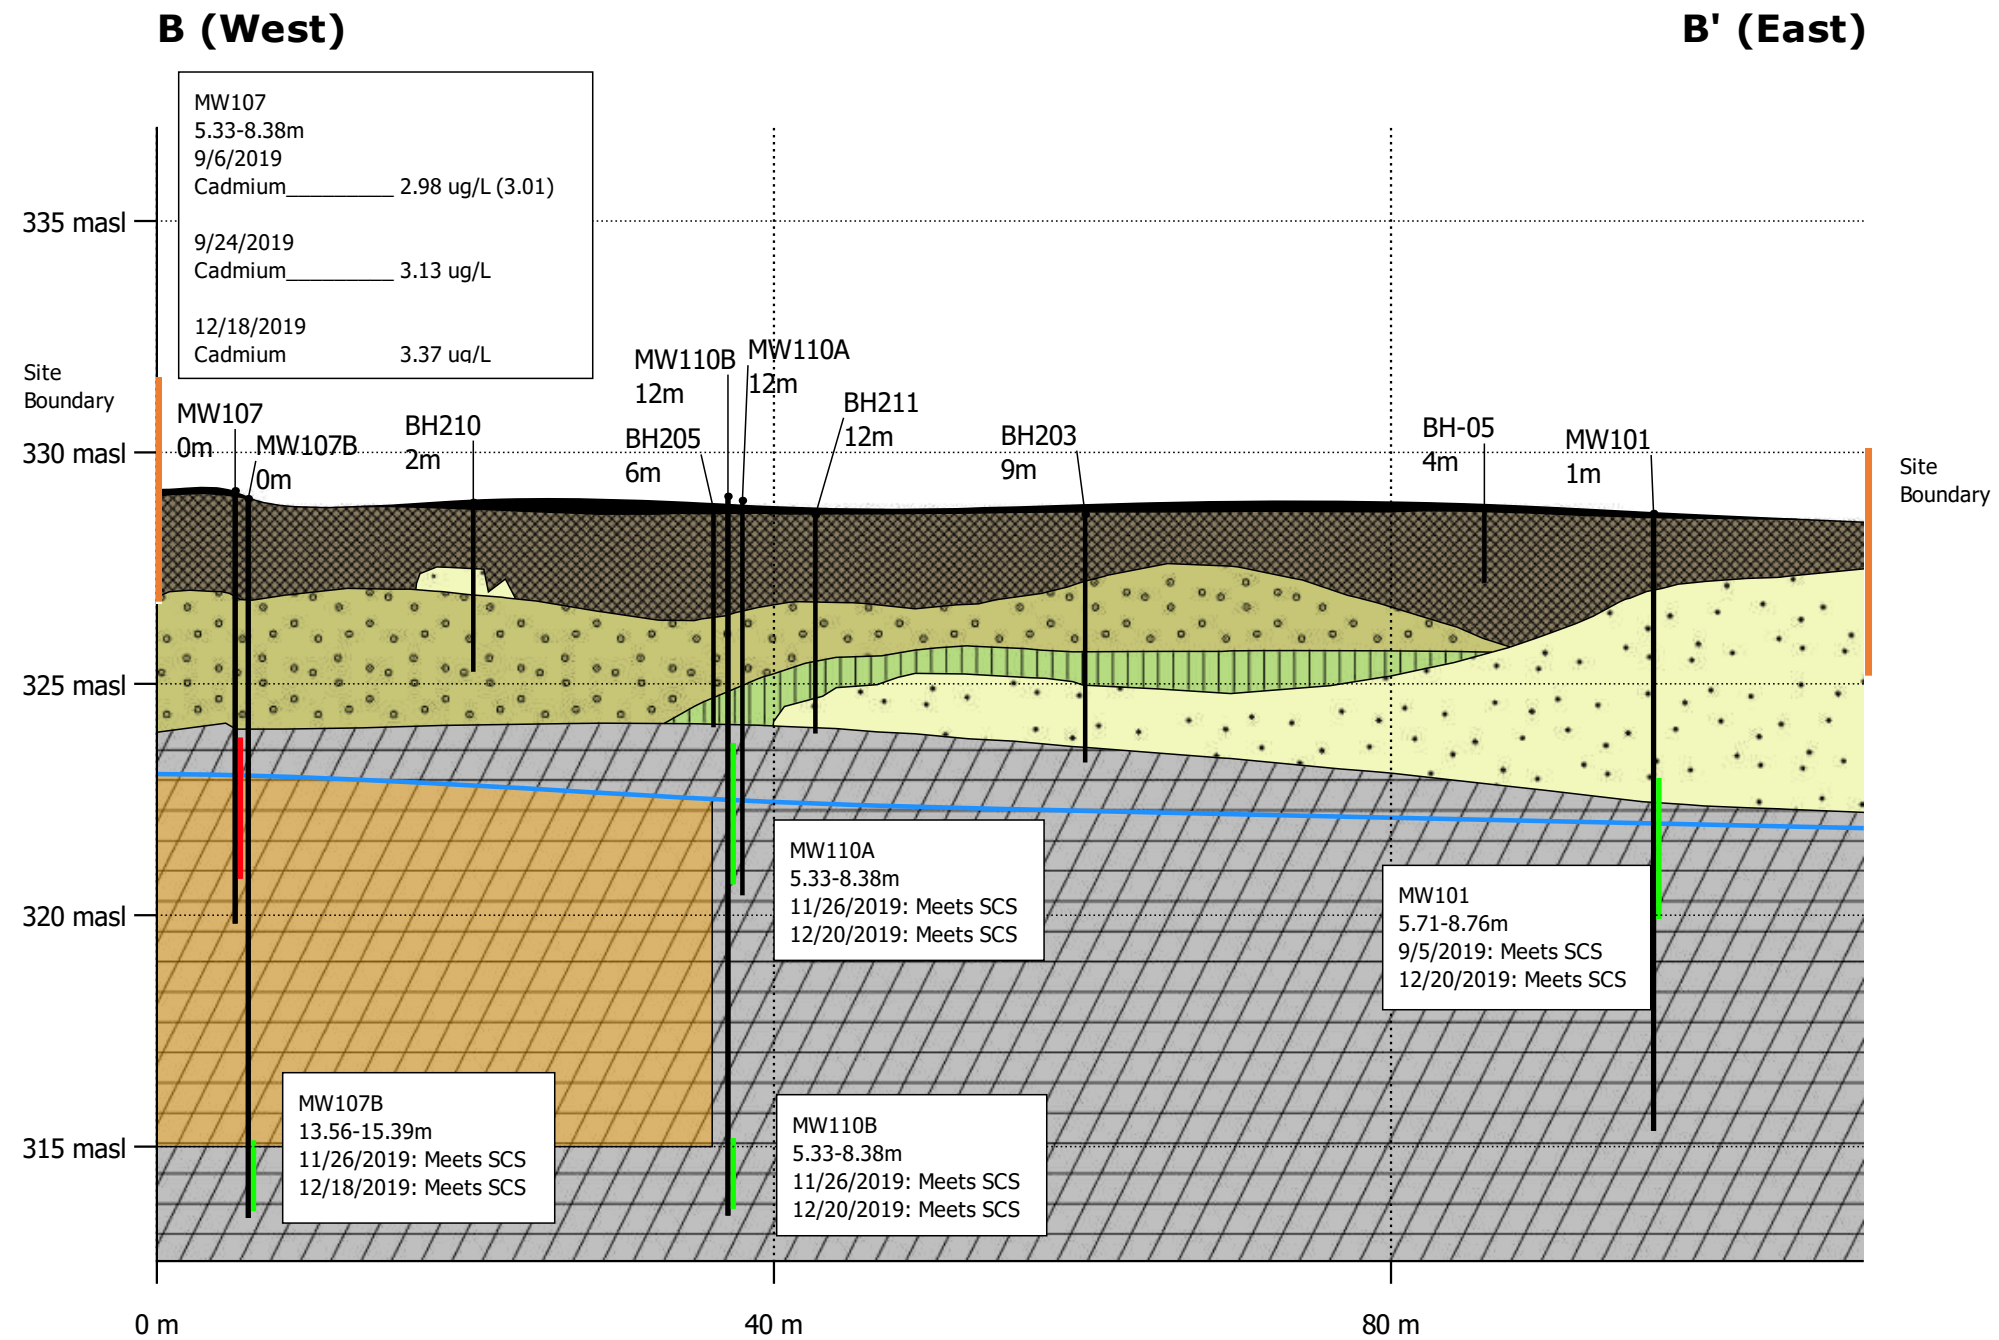 B (West)
B' (East)
MW107
5.33-8.38m
9/6/2019
Cadmium_________ 2.98 ug/L (3.01)
9/24/2019
Cadmium_________ 3.13 ug/L
12/18/2019
Cadmium 3.37 ug/L
335 masl
330 masl
325 masl
320 masl
315 masl
Site
Boundary
MW107
0m
MW107B
0m
BH210
2m
BH205
6m
MW110B
12m
MW110A
12m
BH211
12m
BH203
9m
BH-05
4m
MW101
1m
Site
Boundary
MW110A
5.33-8.38m
11/26/2019: Meets SCS
12/20/2019: Meets SCS
MW101
5.71-8.76m
9/5/2019: Meets SCS
12/20/2019: Meets SCS
MW107B
13.56-15.39m
11/26/2019: Meets SCS
12/18/2019: Meets SCS
MW110B
5.33-8.38m
11/26/2019: Meets SCS
12/20/2019: Meets SCS
0 m
40 m
80 m